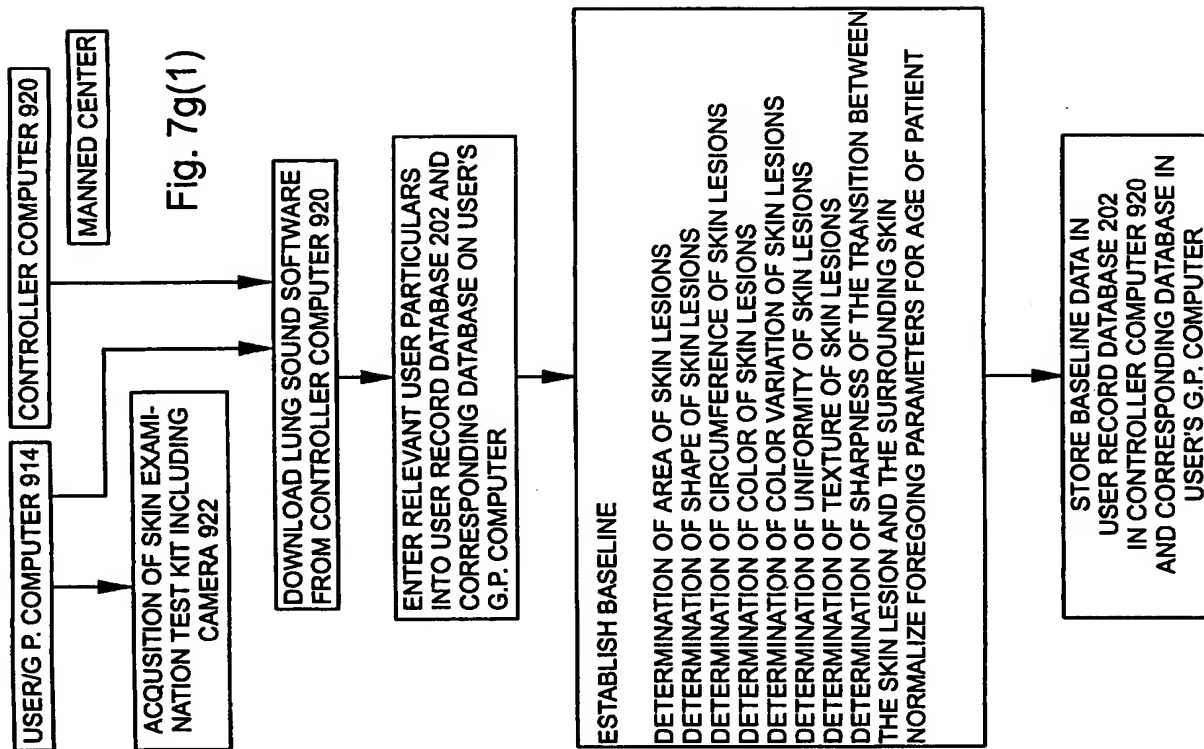 USER/G P. COMPUTER 914
CONTROLLER COMPUTER 920
MANNED CENTER
Fig. 7g(1)
ACQUSITION OF SKIN EXAMI-
NATION TEST KIT INCLUDING
CAMERA 922
DOWNLOAD LUNG SOUND SOFTWARE
FROM CONTROLLER COMPUTER 920
ENTER RELEVANT USER PARTICULARS
INTO USER RECORD DATABASE 202 AND
CORRESPONDING DATABASE ON USER'S
G.P. COMPUTER
ESTABLISH BASELINE
DETERMINATION OF AREA OF SKIN LESIONS
DETERMINATION OF SHAPE OF SKIN LESIONS
DETERMINATION OF CIRCUMFERENCE OF SKIN LESIONS
DETERMINATION OF COLOR OF SKIN LESIONS
DETERMINATION OF COLOR VARIATION OF SKIN LESIONS
DETERMINATION OF UNIFORMITY OF SKIN LESIONS
DETERMINATION OF TEXTURE OF SKIN LESIONS
DETERMINATION OF SHARPNESS OF THE TRANSITION BETWEEN
THE SKIN LESION AND THE SURROUNDING SKIN
NORMALIZE FOREGOING PARAMETERS FOR AGE OF PATIENT
STORE BASELINE DATA IN
USER RECORD DATABASE 202
IN CONTROLLER COMPUTER 920
AND CORRESPONDING DATABASE IN
USER'S G.P. COMPUTER